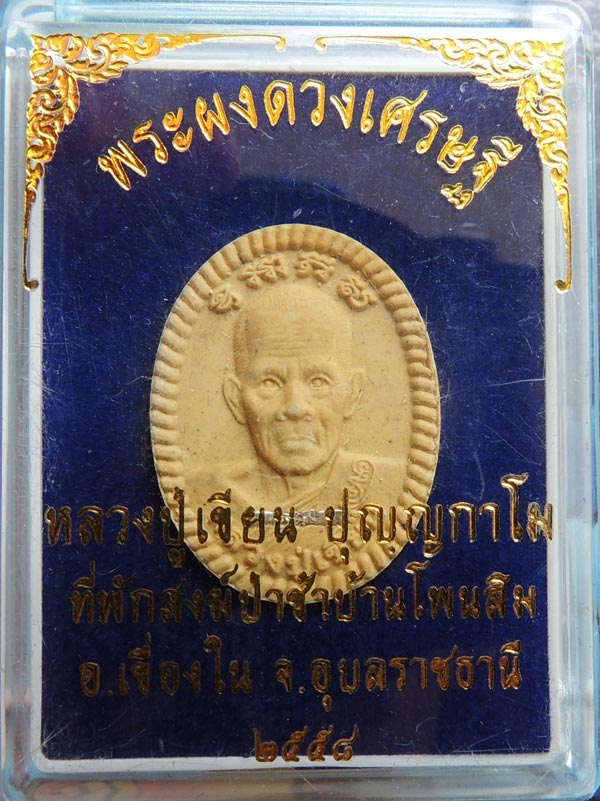 พระผงดวงเศรษฐี
หลวงปู่เขียน ปุญฺญกาโม
ที่พักสงฆ์ป่าช้าบ้านโพนสิม
อ.เขื่องใน จ.อุบลราชธานี
๒๕๕๘